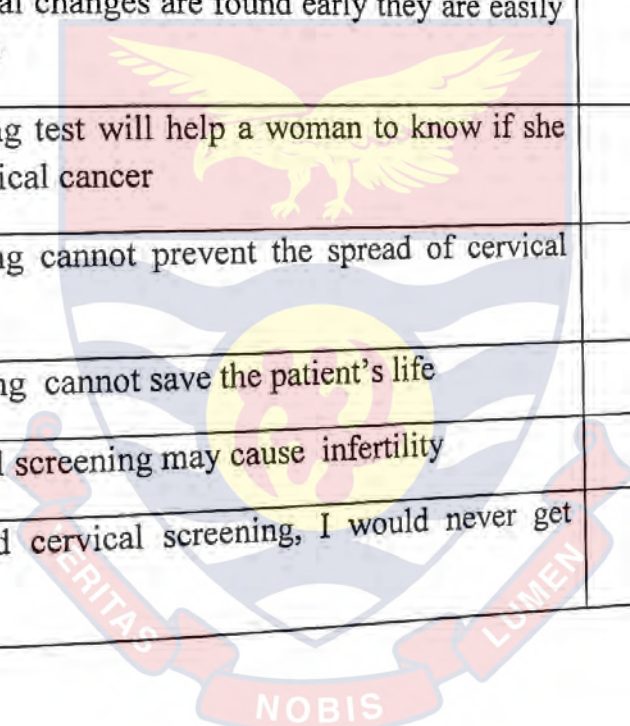 al changes are found early they are easily
ng test will help a woman to know if she
ical cancer
ng cannot prevent the spread of cervical
ng cannot save the patient's life
l screening may cause infertility
d cervical screening, I would never get
VERITAS
NOBIS
LUMEN